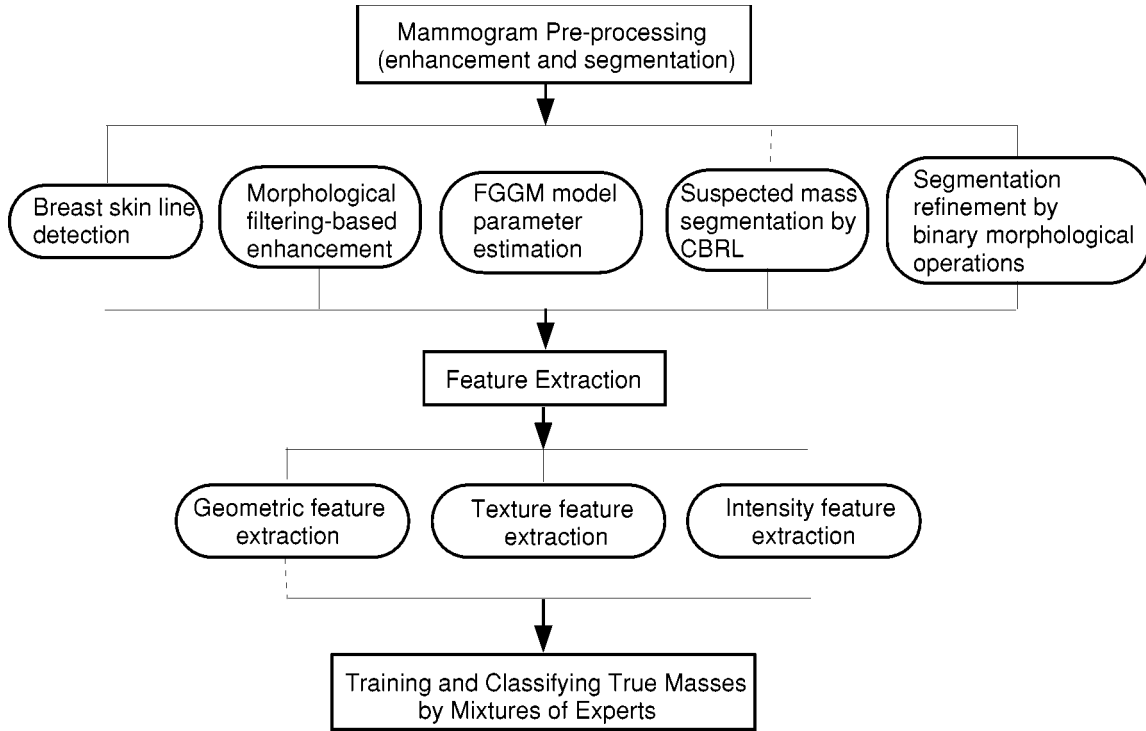 Mammogram Pre-processing
(enhancement and segmentation)
Breast skin line
detection
Morphological
filtering-based
enhancement
FGGM model
parameter
estimation
Suspected mass
segmentation by
CBRL
Segmentation
refinement by
binary morphological
operations
Feature Extraction
Geometric feature
extraction
Texture feature
extraction
Intensity feature
extraction
Training and Classifying True Masses
by Mixtures of Experts